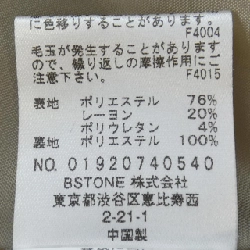 に色移りすることがあります。
F4004
毛玉が発生することがあります
ので、繰り返しの摩擦作用にご
注意下さい。 F4015
表地 ポリエステル 76%
レーヨン 20%
ポリウレタン 4%
裏地 ポリエステル 100%
NO. 01920740540
BSTONE 株式会社
東京都渋谷区恵比寿西
2-21-1
中国製